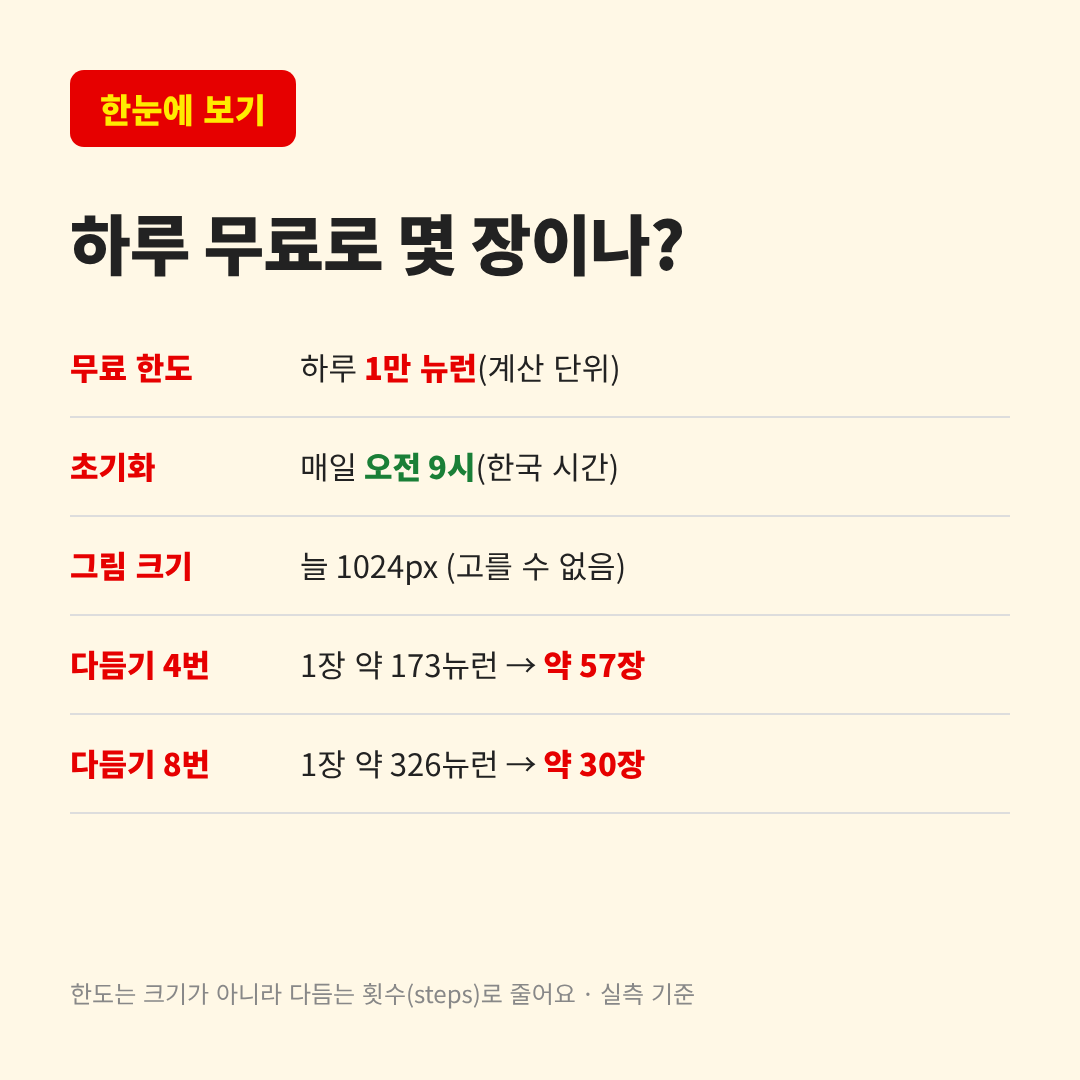 한눈에 보기
하루 무료로 몇 장이나?
무료 한도 하루 1만 뉴런(계산 단위)
초기화 매일 오전 9시(한국 시간)
그림 크기 늘 1024px (고를 수 없음)
다듬기 4번 1장 약 173뉴런 → 약 57장
다듬기 8번 1장 약 326뉴런 → 약 30장
한도는 크기가 아니라 다듬는 횟수(steps)로 줄어요 · 실측 기준